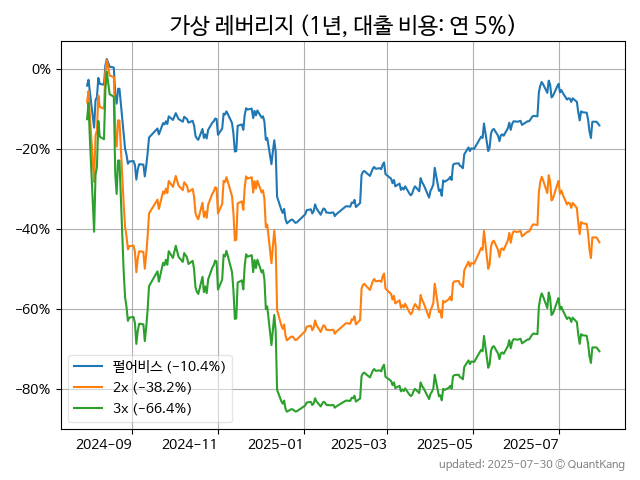 가상 레버리지 (1년, 대출 비용: 연 5%)
0%
−20%
−40%
−60%
−80%
펄어비스 (−10.4%)
2x (−38.2%)
3x (−66.4%)
2024−09 2024−11 2025−01 2025−03 2025−05 2025−07
updated: 2025-07-30 © QuantKang